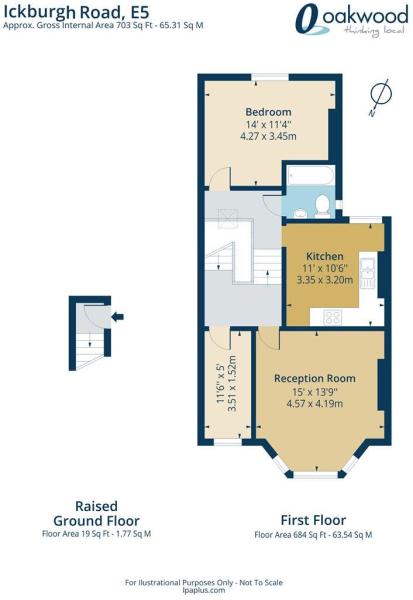 Ickburgh Road, E5
Approx. Gross Internal Area 703 Sq Ft - 65.31 Sq M
oakwood
thinking local
N
Bedroom
14' x 11'4''
4.27 x 3.45m
Kitchen
11' x 10'6''
3.35 x 3.20m
11'6'' x 5'
3.51 x 1.52m
Reception Room
15' x 13'9''
4.57 x 4.19m
Raised
Ground Floor
Floor Area 19 Sq Ft - 1.77 Sq M
First Floor
Floor Area 684 Sq Ft - 63.54 Sq M
For Illustrational Purposes Only - Not To Scale
lpaplus.com